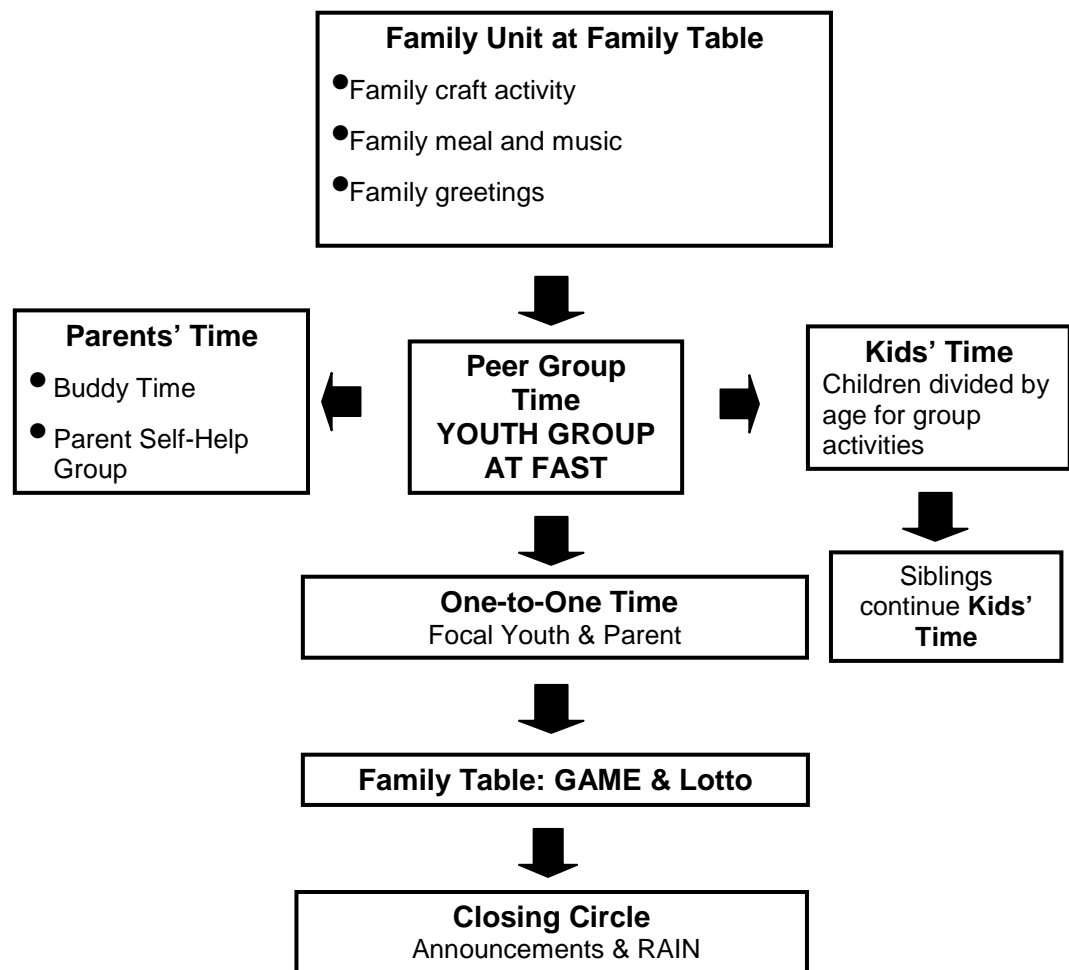 Family Unit at Family Table
●Family craft activity
●Family meal and music
●Family greetings
Parents’ Time
● Buddy Time
● Parent Self-Help
Group
Peer Group
Time
YOUTH GROUP
AT FAST
Kids’ Time
Children divided by
age for group
activities
Siblings
continue Kids’
Time
One-to-One Time
Focal Youth & Parent
Family Table: GAME & Lotto
Closing Circle
Announcements & RAIN